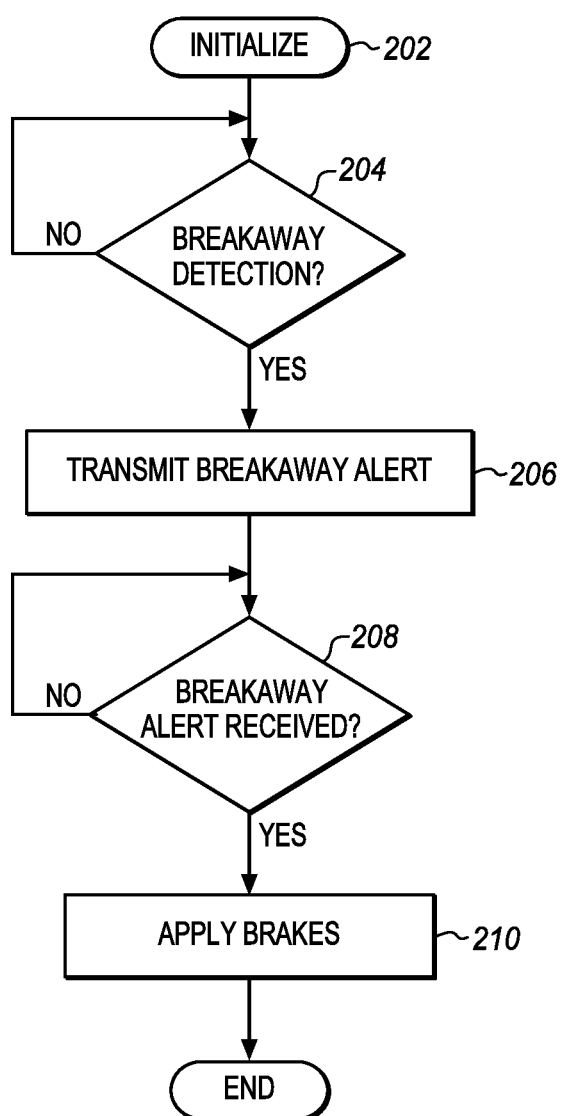 INITIALIZE
202
204
BREAKAWAY
DETECTION?
NO
YES
TRANSMIT BREAKAWAY ALERT
206
208
BREAKAWAY
ALERT RECEIVED?
NO
YES
APPLY BRAKES
210
END